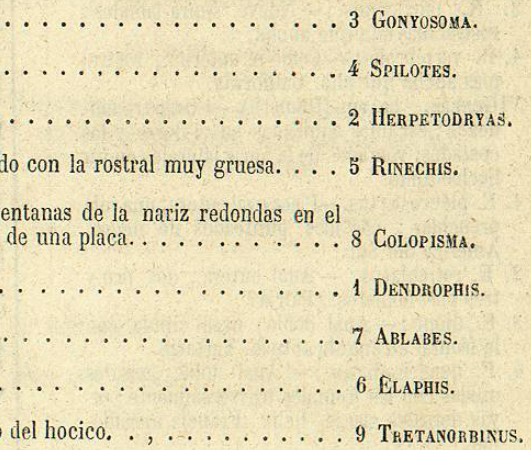 . . . . . . . . . . . . . . . . 3 GONYOSOMA.
. . . . . . . . . . . . . . . . 4 SPILOTES.
. . . . . . . . . . . . . . . . 2 HERPETODRYAS.
do con la rostral muy gruesa. . . . 5 RINECHIS.
entanas de la nariz redondas en el
de una placa. . . . . . . . . . . 8 COLOPISMA.
. . . . . . . . . . . . . . . . 1 DENDROPHIS.
. . . . . . . . . . . . . . . . 7 ABLABES.
. . . . . . . . . . . . . . . . 6 ELAPHIS.
o del hocico. . , . . . . . . . . . 9 TRETANORBINUS.